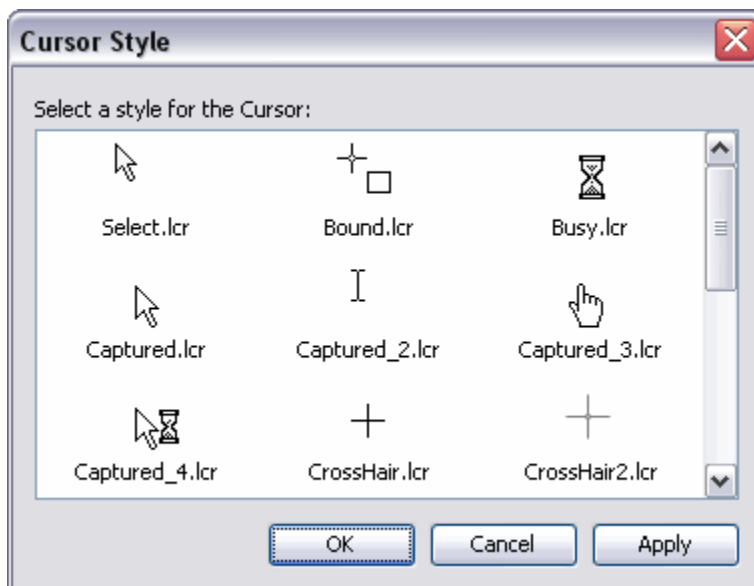 Cursor Style
Select a style for the Cursor:
Select.lcr Bound.lcr Busy.lcr
Captured.lcr Captured_2.lcr Captured_3.lcr
Captured_4.lcr CrossHair.lcr CrossHair2.lcr
OK Cancel Apply